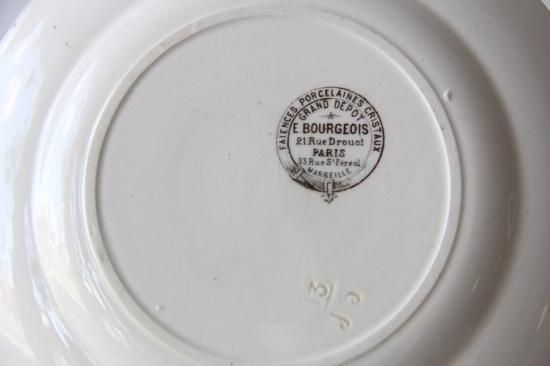 FAIENCES PORCELAINES CRISTAUX
GRAND DEPOT
E BOURGEOIS
21 Rue Drouot
PARIS
33 Rue St Féréol
MARSEILLE